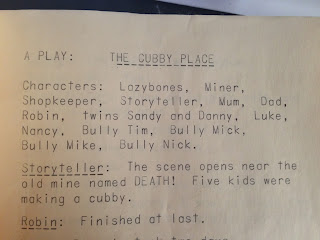 A PLAY: THE CUBBY PLACE
Characters: Lazybones, Miner,
Shopkeeper, Storyteller, Mum, Dad,
Robin, twins Sandy and Danny, Luke,
Nancy, Bully Tim, Bully Mick,
Bully Mike, Bully Nick.
Storyteller: The scene opens near the
old mine named DEATH! Five kids were
making a cubby.
Robin: Finished at last.